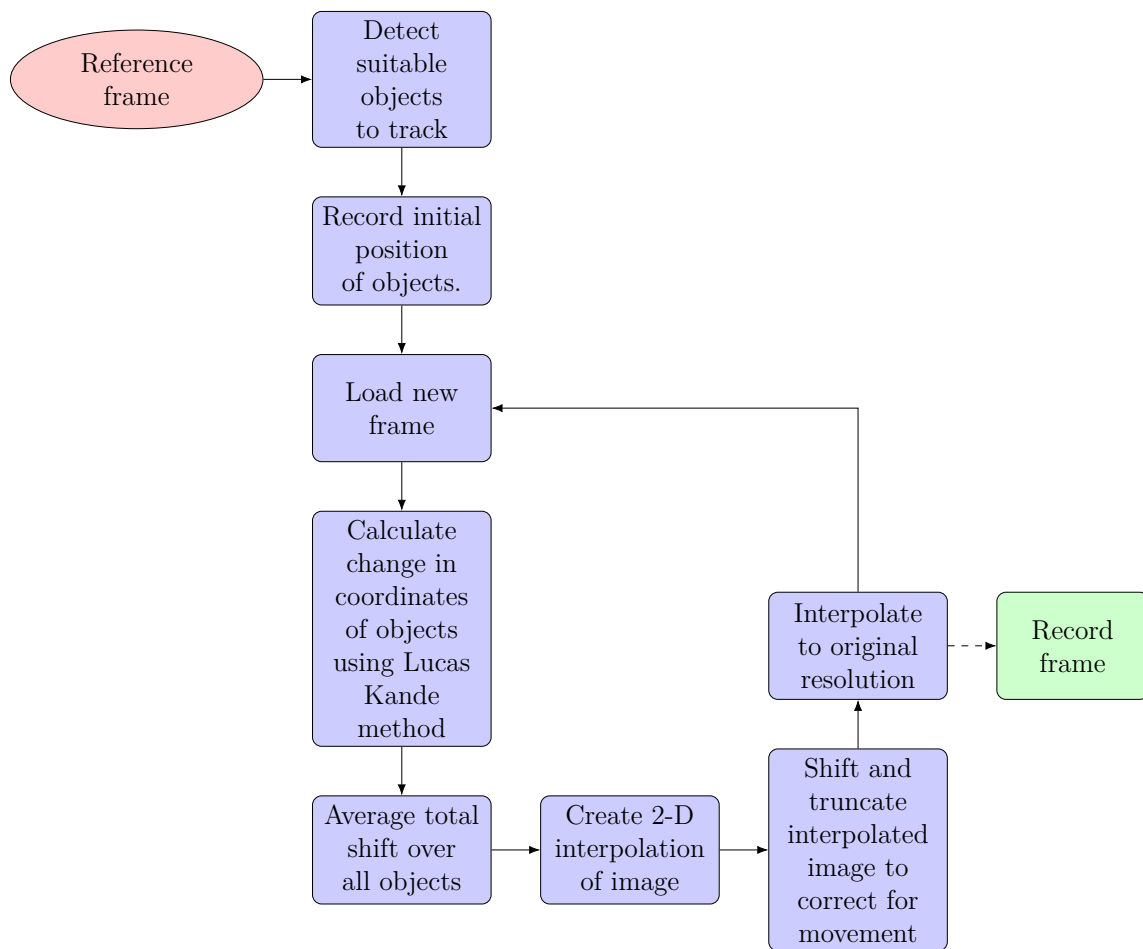 Reference
frame
Detect
suitable
objects
to track
Record initial
position
of objects.
Load new
frame
Calculate
change in
coordinates
of objects
using Lucas
Kande
method
Average total
shift over
all objects
Create 2-D
interpolation
of image
Shift and
truncate
interpolated
image to
correct for
movement
Interpolate
to original
resolution
Record
frame